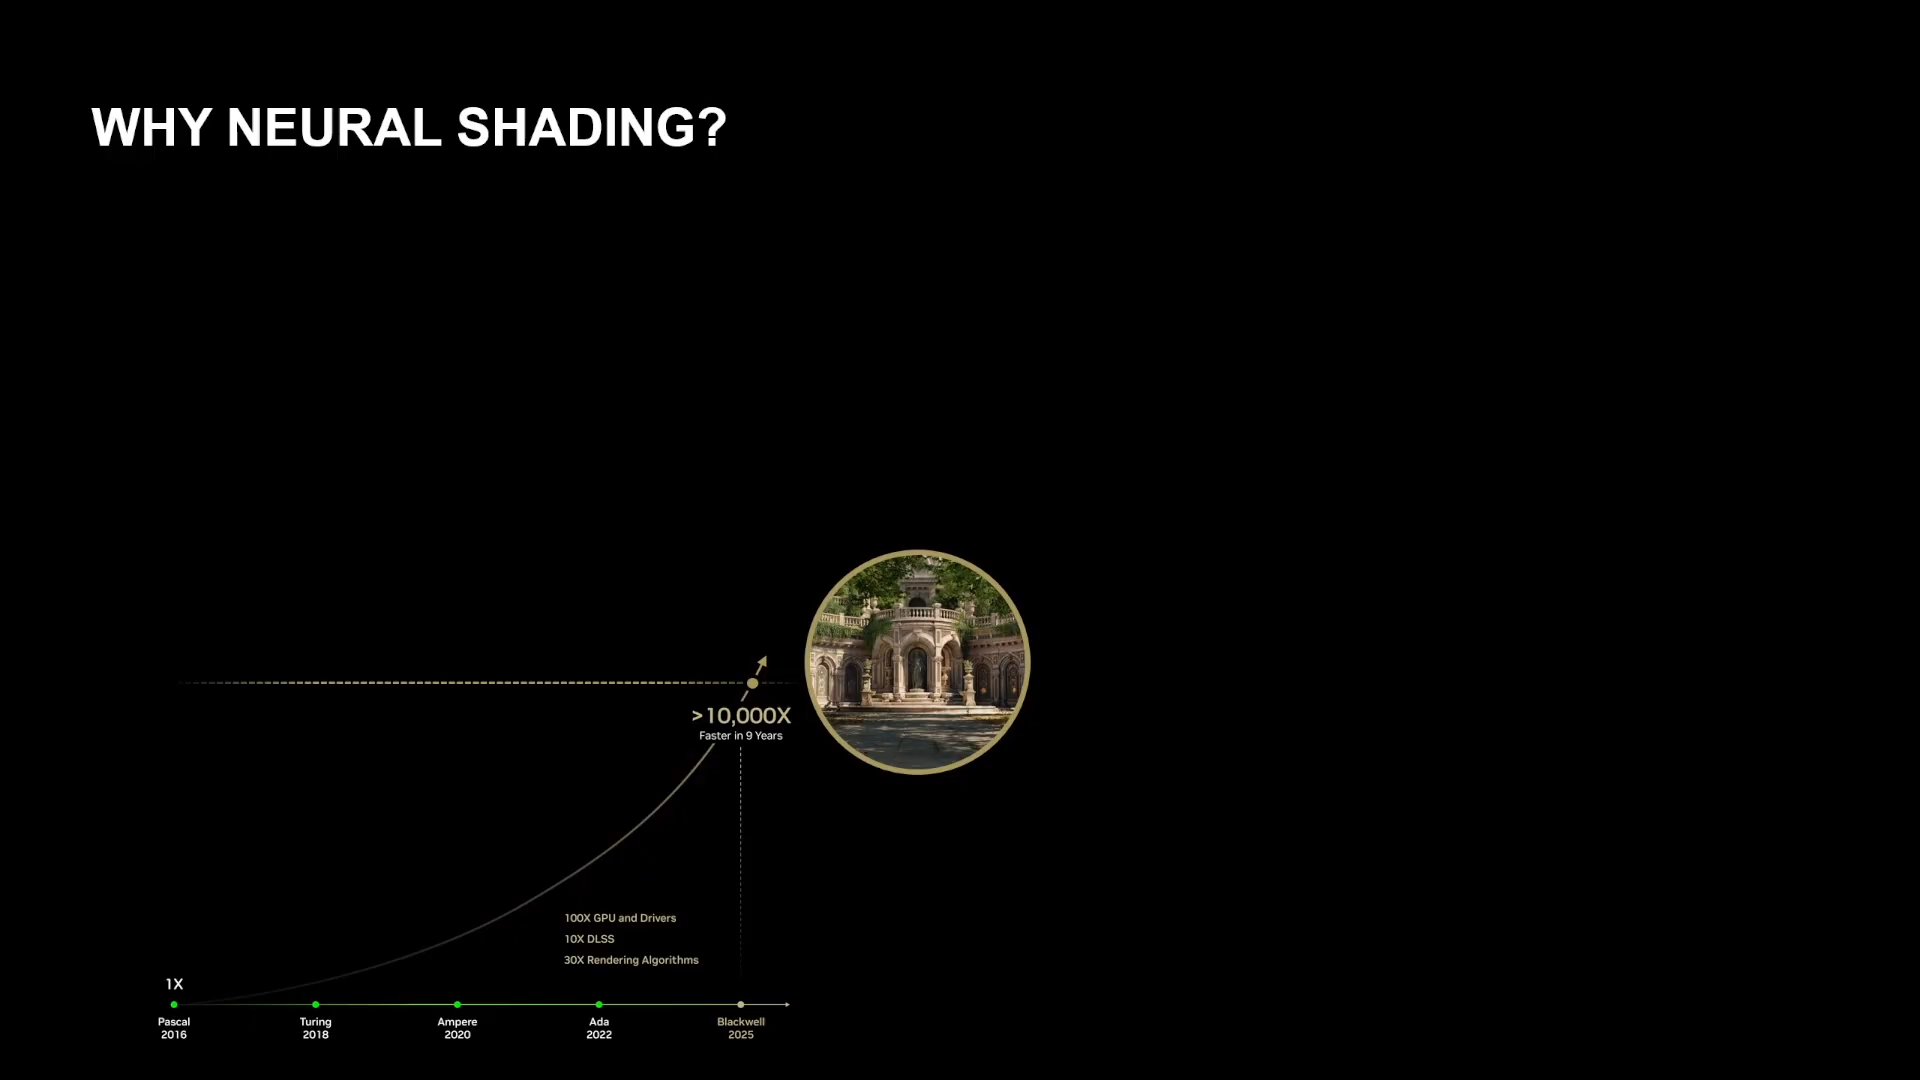 WHY NEURAL SHADING?
>10,000X
Faster in 9 Years
100X GPU and Drivers
10X DLSS
30X Rendering Algorithms
1X
Pascal
2016
Turing
2018
Ampere
2020
Ada
2022
Blackwell
2025